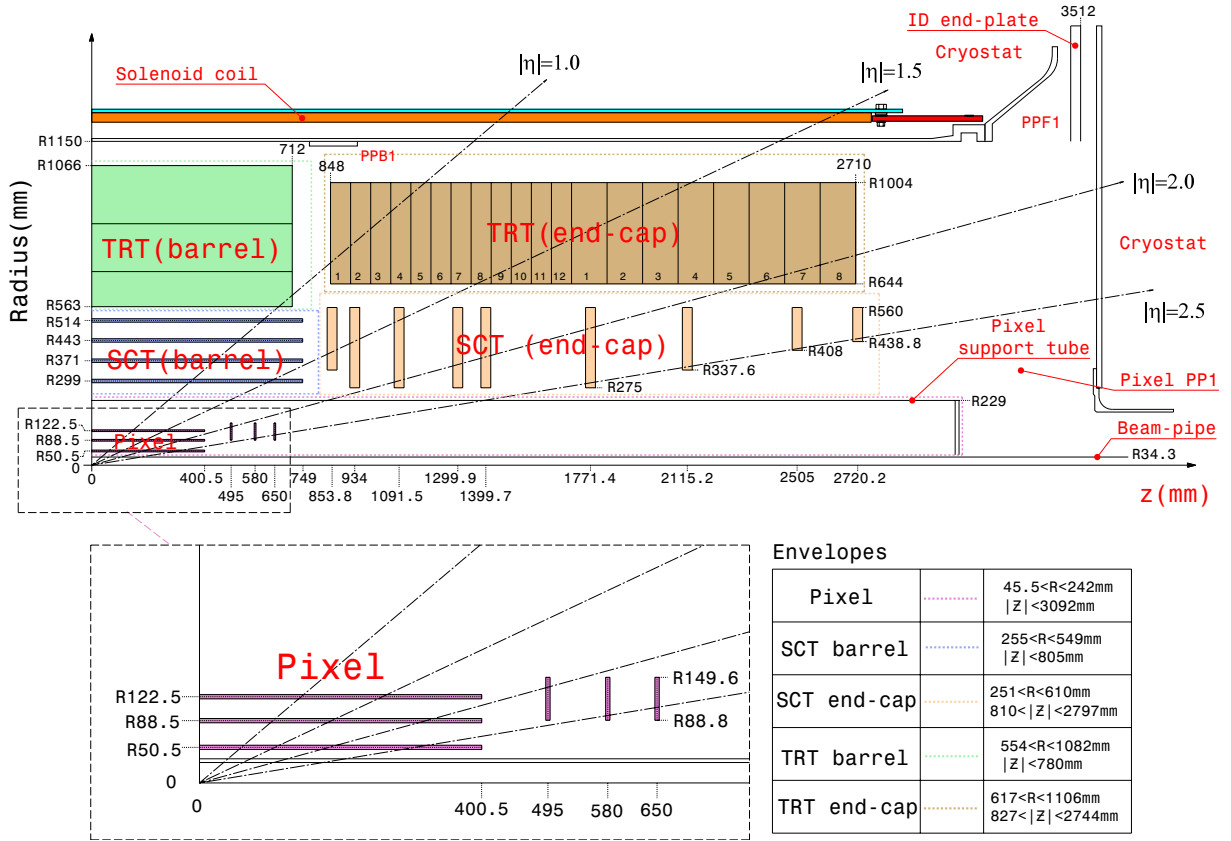 ID end-plate
3512
Cryostat
|η|=1.0
|η|=1.5
Solenoid coil
PPF1
R1150
712
PPB1
R1066
848
2710
R1004
|η|=2.0
Radius(mm)
TRT(barrel)
TRT(end-cap)
Cryostat
1 2 3 4 5 6 7 8 9 10 11 12 1 2 3 4 5 6 7 8
R644
|η|=2.5
R563
R560
R514
R443
SCT(barrel)
SCT (end-cap)
R438.8
Pixel
support tube
R408
R371
R337.6
Pixel PP1
R299
R275
R229
R122.5
Beam-pipe
R88.5
Pixel
R50.5
R34.3
0
0
400.5
580
749
934
1299.9
1771.4
2115.2
2505
2720.2
495
650
853.8
1091.5
1399.7
z(mm)
Envelopes
Pixel
45.5<R<242mm
|Z|<3092mm
SCT barrel
255<R<549mm
|Z|<805mm
SCT end-cap
251<R<610mm
810<|Z|<2797mm
TRT barrel
554<R<1082mm
|Z|<780mm
TRT end-cap
617<R<1106mm
827<|Z|<2744mm
Pixel
R149.6
R122.5
R88.5
R88.8
R50.5
0
0
400.5
495
580
650